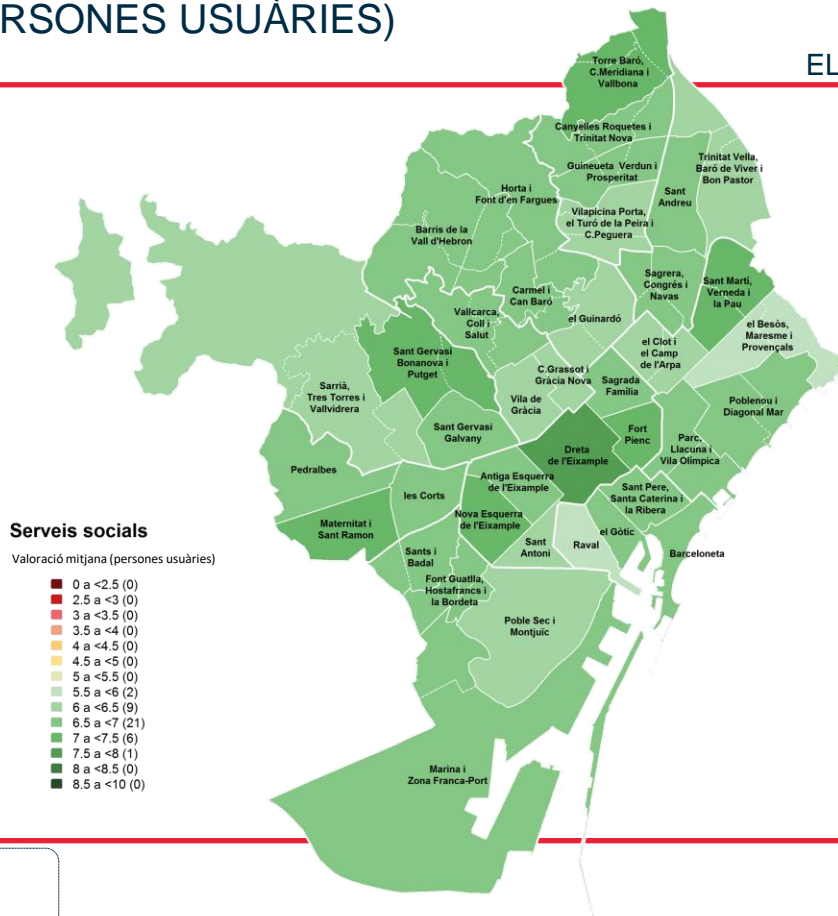 RSONES USUÀRIES)
EL
Torre Baró,
C.Meridiana i
Vallbona
Canyelles Roquetes i
Trinitat Nova
Trinitat Vella,
Baró de Viver i
Bon Pastor
Guineueta Verdun i
Prosperitat
Sant
Andreu
Horta i
Font d'en Fargues
Vilapicina Porta,
el Turó de la Peira i
C.Peguera
Barris de la
Vall d'Hebron
Sagrera,
Congrés i
Navas
Sant Martí,
Verneda i
la Pau
Carmel i
Can Baró
Vallcarca,
Coll i
Salut
el Guinardó
el Besòs,
Maresme i
Provençals
el Clot i
el Camp
de l'Arpa
Sant Gervasi
Bonanova i
Putget
C.Grassot i
Gràcia Nova
Sagrada
Família
Sarrià,
Tres Torres i
Vallvidrera
Vila de
Gràcia
Poblenou i
Diagonal Mar
Sant Gervasi
Galvany
Fort
Pienc
Parc,
Llacuna i
Vila Olímpica
Dreta
de l'Eixample
Pedralbes
Antiga Esquerra
de l'Eixample
les Corts
Sant Pere,
Santa Caterina i
la Ribera
Maternitat i
Sant Ramon
Nova Esquerra
de l'Eixample
el Gòtic
Sant
Antoni
Raval
Barceloneta
Sants i
Badal
Font Guatlla,
Hostafrancs i
la Bordeta
Poble Sec i
Montjuïc
Marina i
Zona Franca-Port
Serveis socials
Valoració mitjana (persones usuàries)
0 a <2.5 (0)
2.5 a <3 (0)
3 a <3.5 (0)
3.5 a <4 (0)
4 a <4.5 (0)
4.5 a <5 (0)
5 a <5.5 (0)
5.5 a <6 (2)
6 a <6.5 (9)
6.5 a <7 (21)
7 a <7.5 (6)
7.5 a <8 (1)
8 a <8.5 (0)
8.5 a <10 (0)